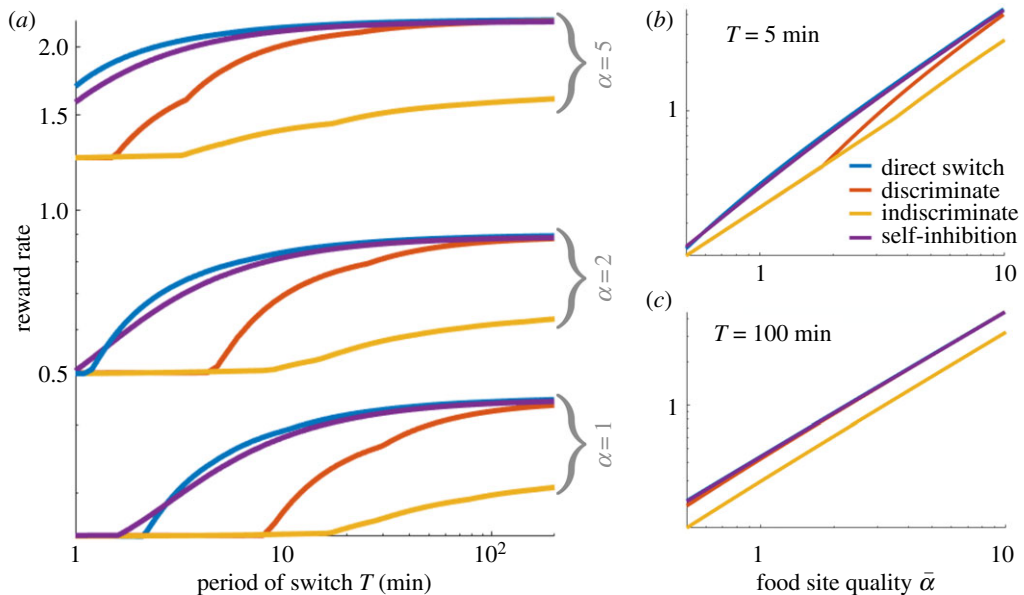 (a)
2.0
1.5
1.0
0.5
reward rate
α = 5
α = 2
α = 1
1
10
10²
period of switch T (min)
(b)
T = 5 min
1
direct switch
discriminate
indiscriminate
self-inhibition
1
10
(c)
T = 100 min
1
1
10
food site quality ᾱ